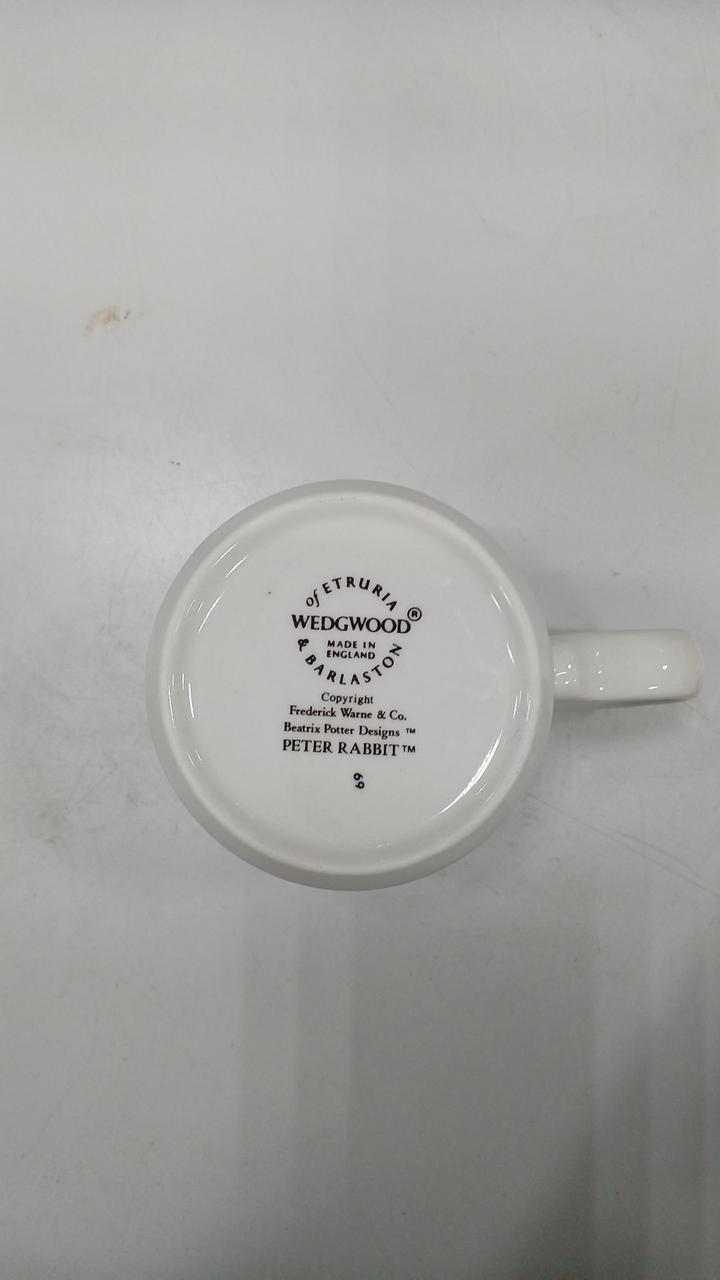 of ETRURIA
WEDGWOOD®
MADE IN
ENGLAND
& BARLASTON
Copyright
Frederick Warne & Co.
Beatrix Potter Designs ™
PETER RABBIT™
69